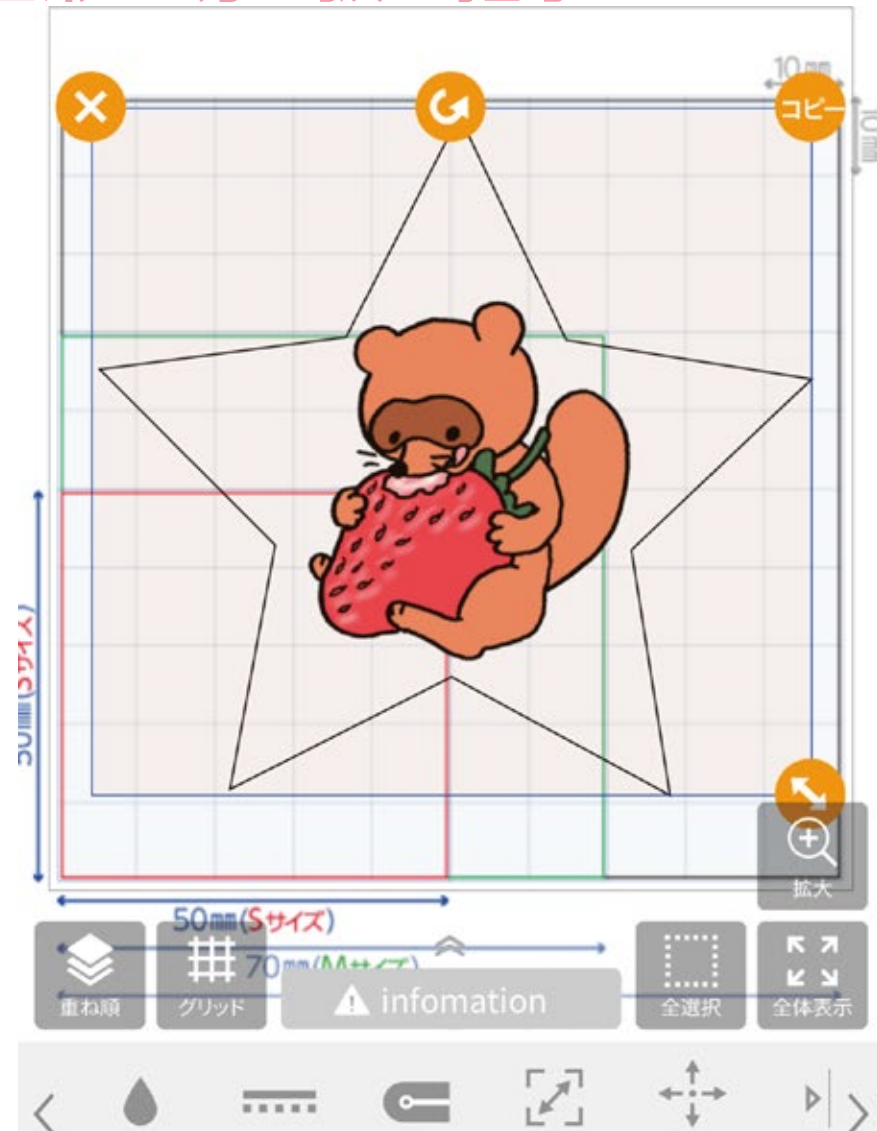 10mm
コピー
10mm
50mm(Sサイズ)
拡大
50mm(Sサイズ)
70mm(Mサイズ)
重ね順
グリッド
infomation
全選択
全体表示